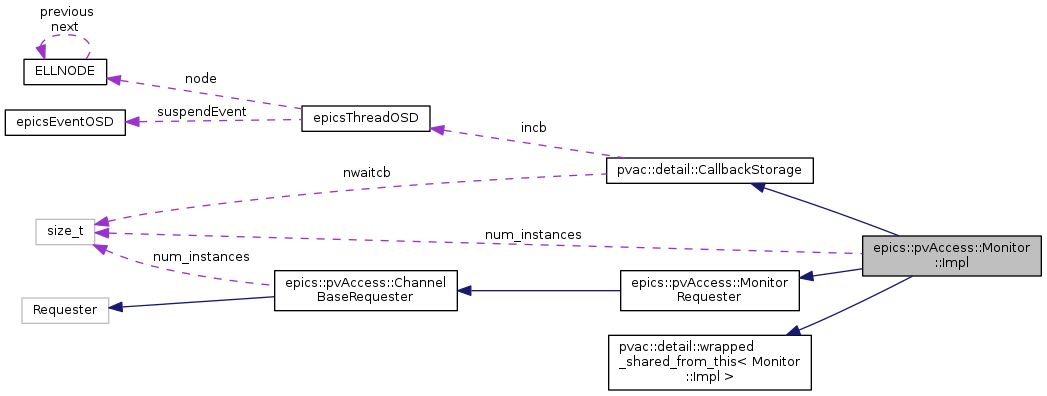 previous
next
ELLNODE
node
epicsEventOSD
suspendEvent
epicsThreadOSD
incb
pvac::detail::CallbackStorage
nwaitcb
size_t
num_instances
epics::pvAccess::Monitor
::Impl
num_instances
epics::pvAccess::Channel
BaseRequester
epics::pvAccess::Monitor
Requester
Requester
pvac::detail::wrapped
_shared_from_this< Monitor
::Impl >